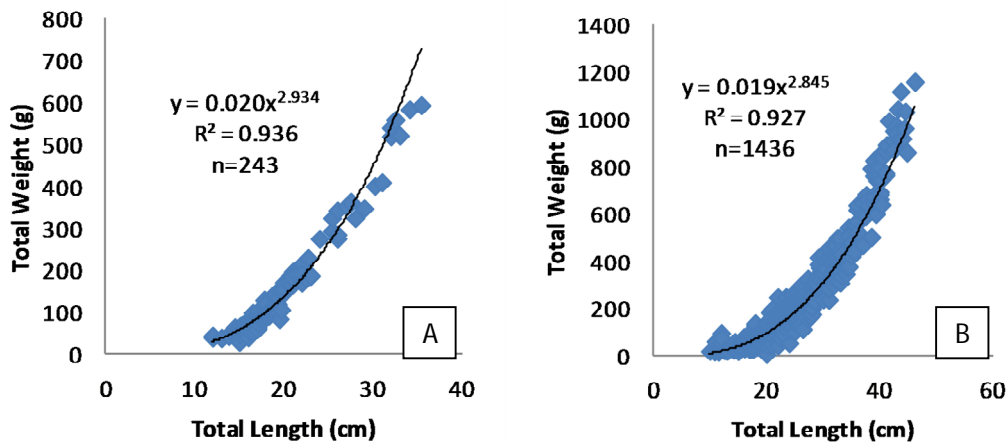 800
700
600
500
400
300
200
100
0
Total Weight (g)
y = 0.020x^2.934
R² = 0.936
n=243
A
0
10
20
30
40
Total Length (cm)
1400
1200
1000
800
600
400
200
0
Total Weight (g)
y = 0.019x^2.845
R² = 0.927
n=1436
B
0
20
40
60
Total Length (cm)